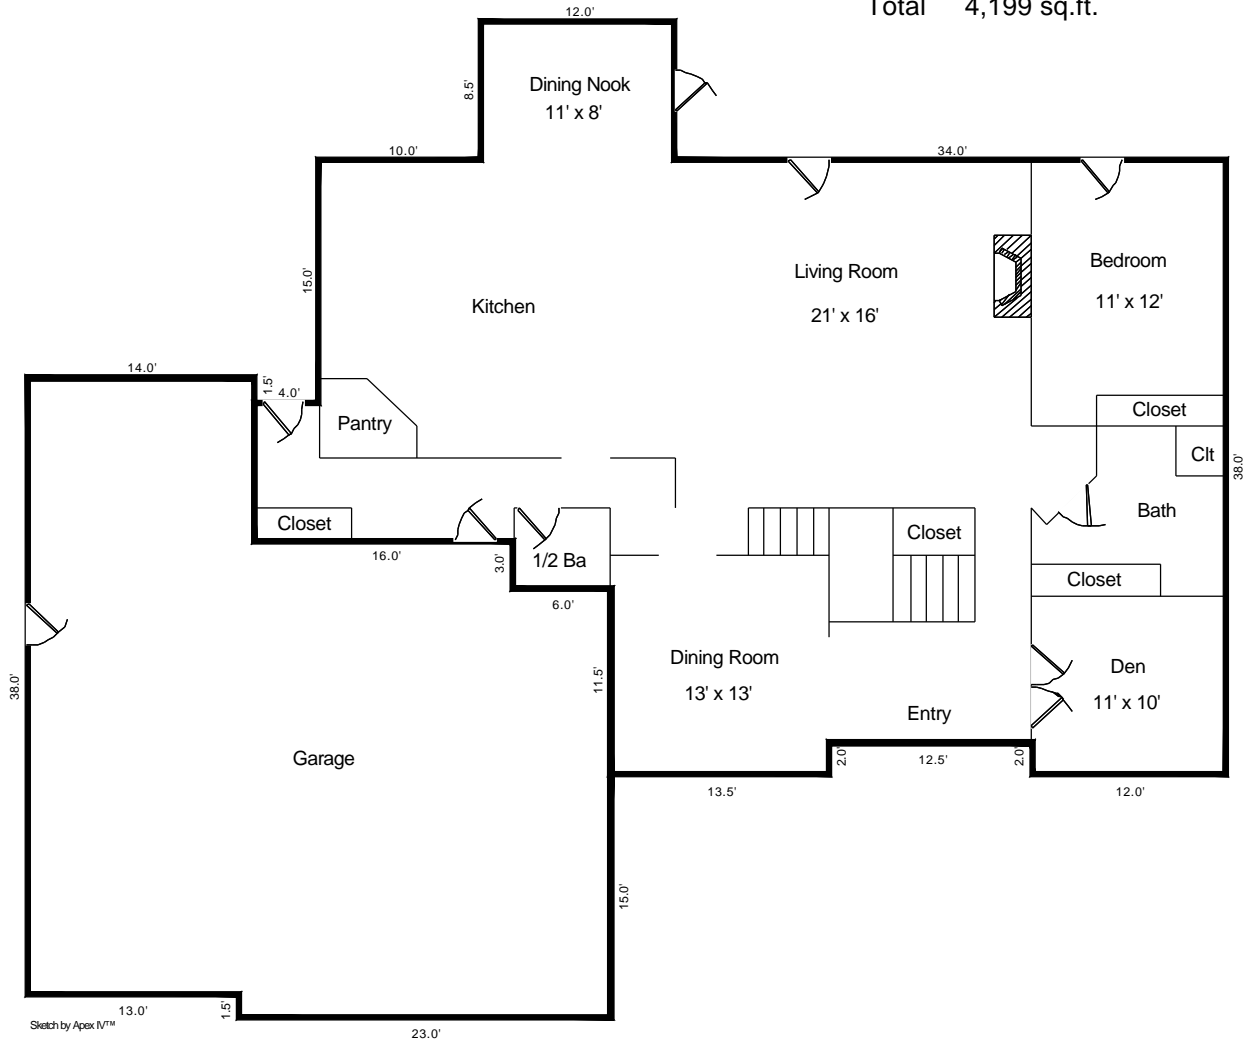 Total 4,199 sq.ft.
12.0'
8.5'
Dining Nook
11' x 8'
10.0'
34.0'
15.0'
Kitchen
Living Room
21' x 16'
Bedroom
11' x 12'
14.0'
1.5'
4.0'
Pantry
Closet
Clt
38.0'
Closet
16.0'
3.0'
1/2 Ba
6.0'
Closet
Bath
Closet
38.0'
11.5'
Dining Room
13' x 13'
Den
11' x 10'
Entry
Garage
2.0'
12.5'
2.0'
13.5'
12.0'
15.0'
13.0'
1.5'
23.0'
Sketch by Apex IV™